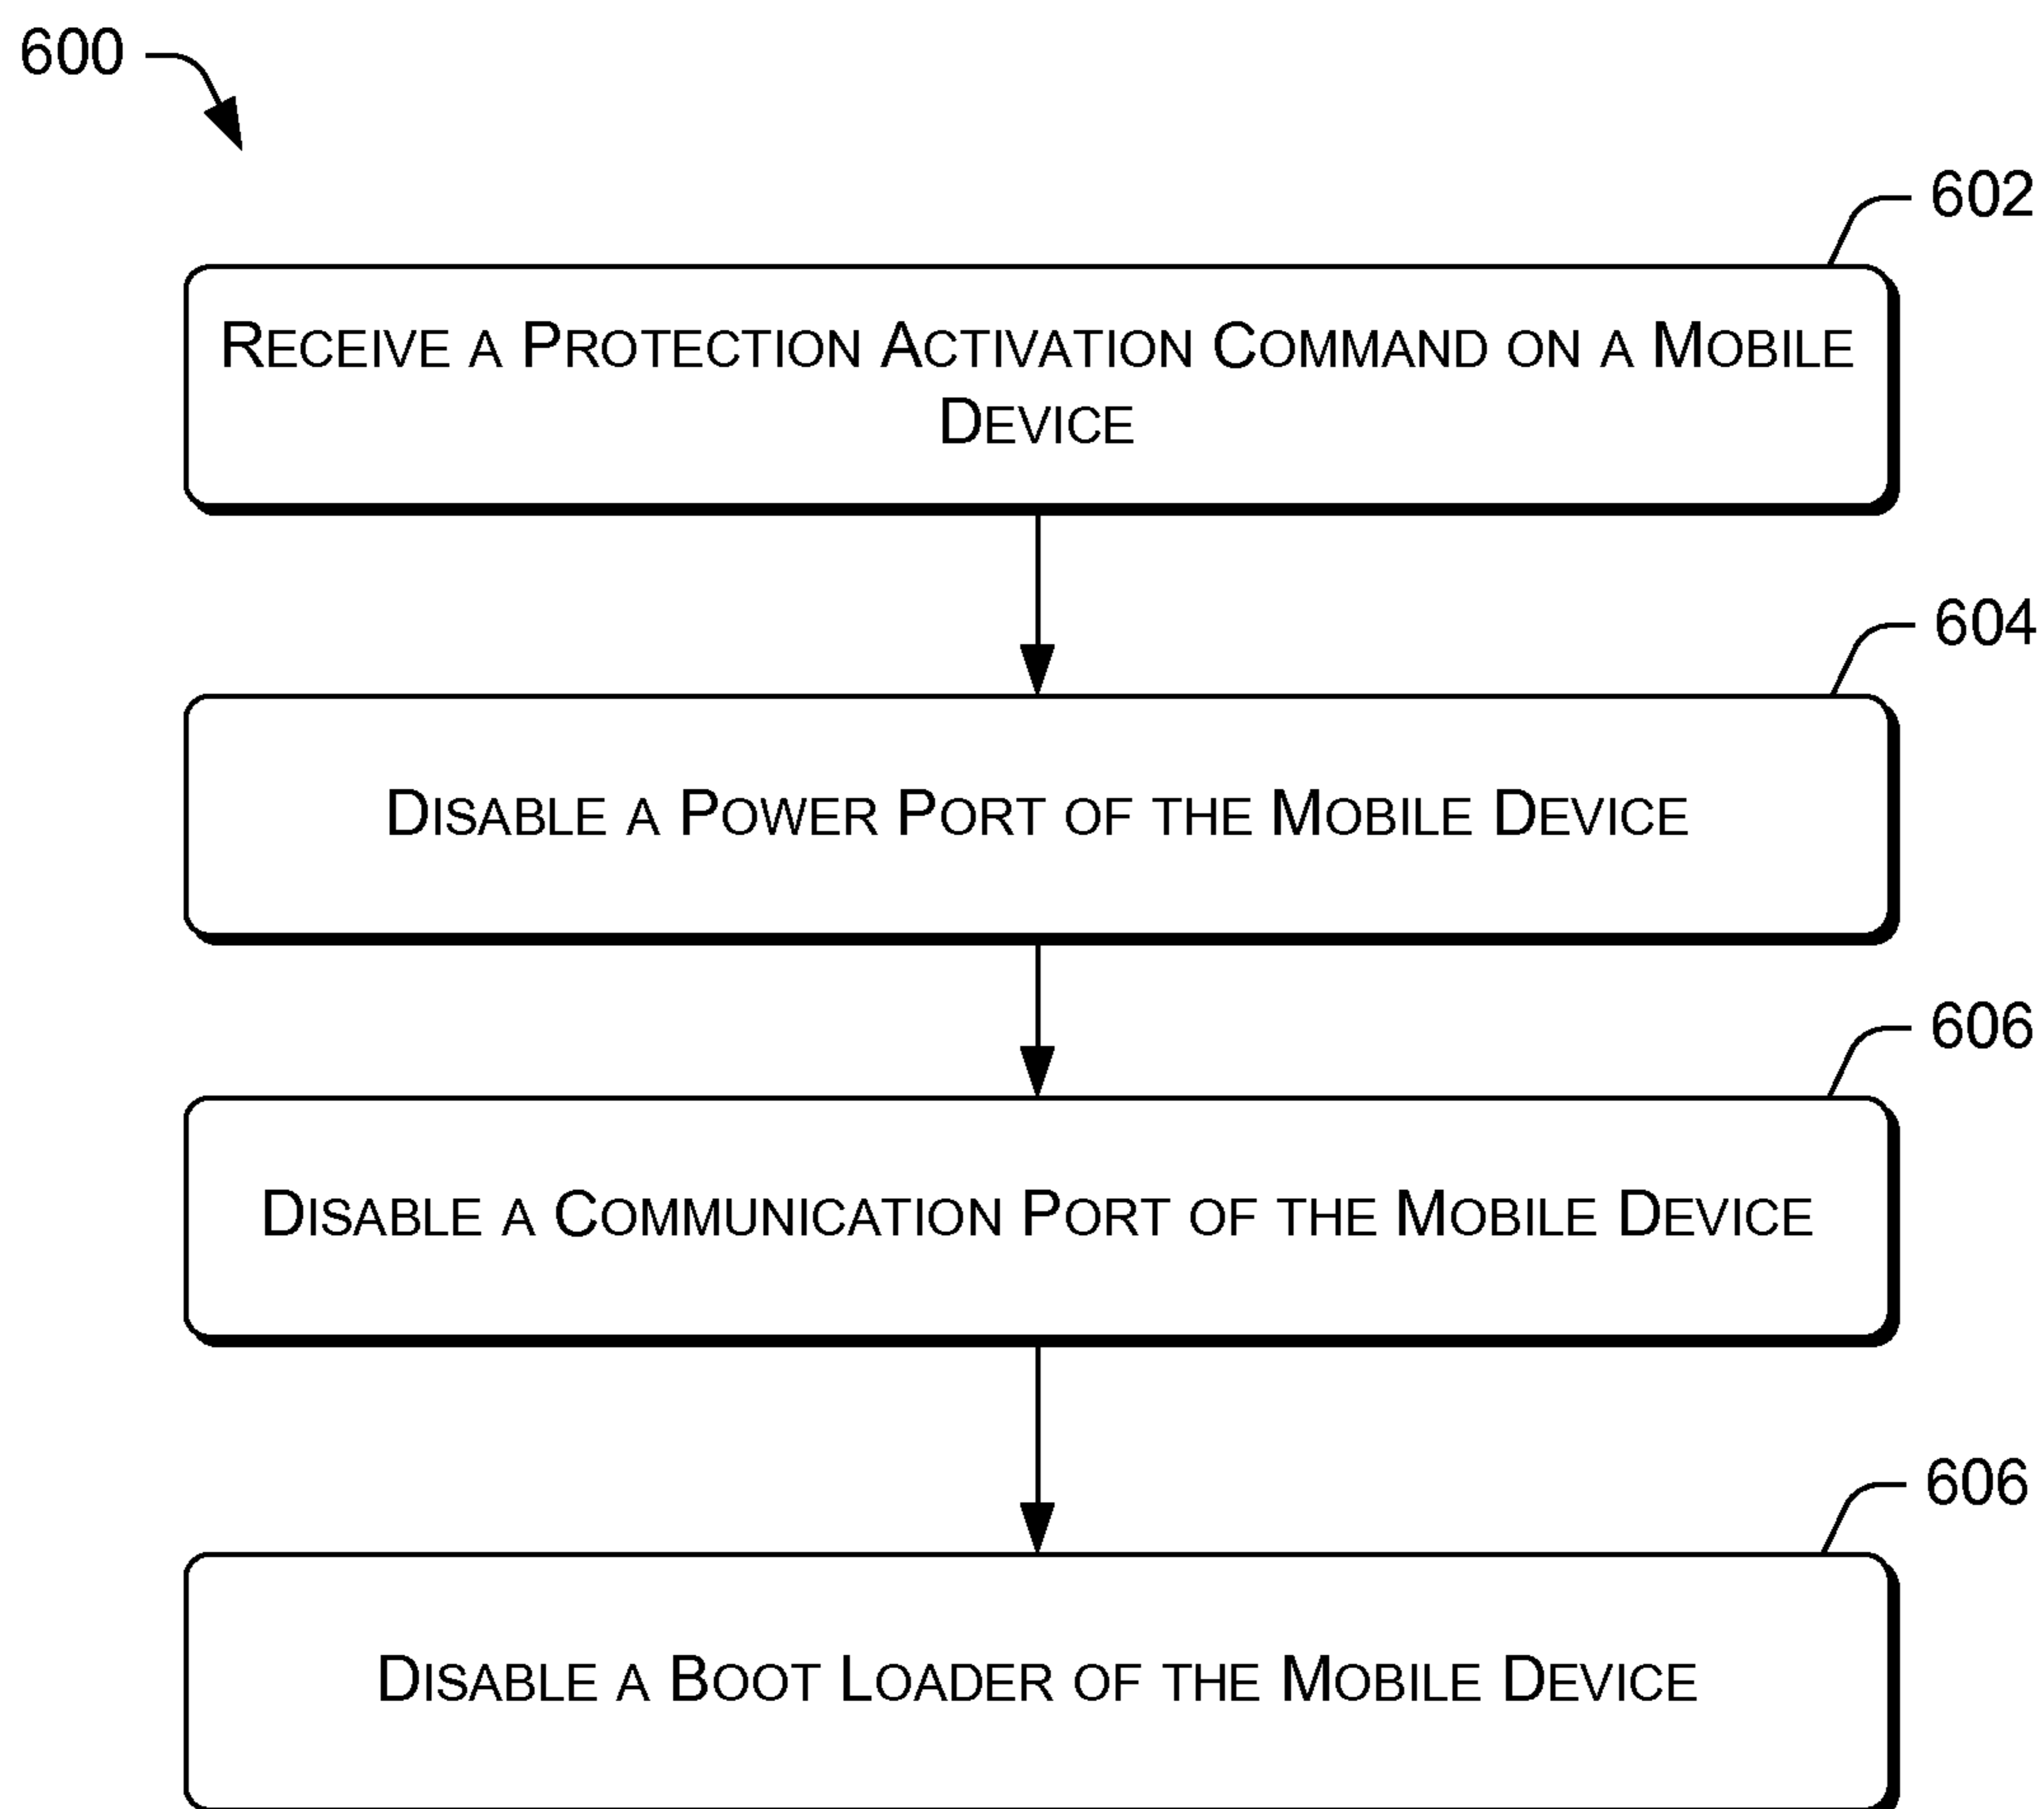 600
602
Receive a Protection Activation Command on a Mobile
Device
604
Disable a Power Port of the Mobile Device
606
Disable a Communication Port of the Mobile Device
606
Disable a Boot Loader of the Mobile Device